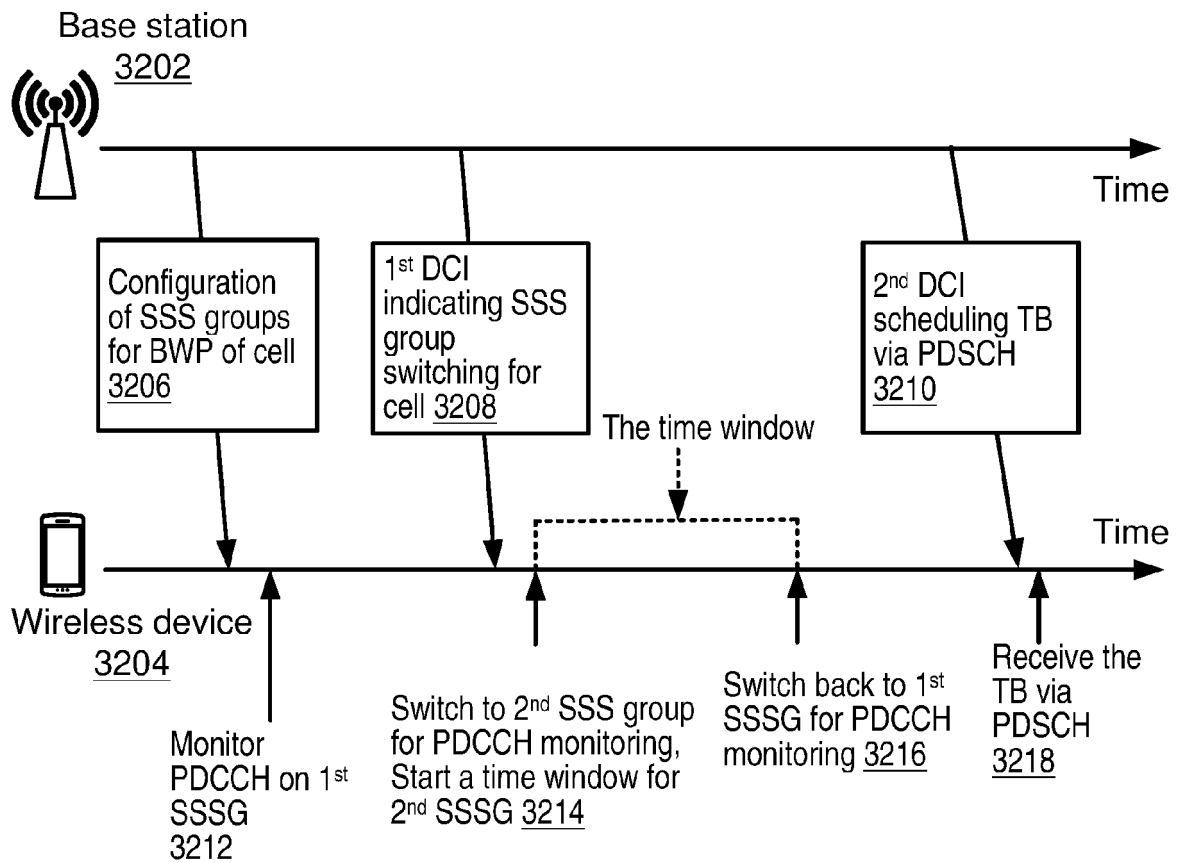 Base station
3202
Time
Configuration
of SSS groups
for BWP of cell
3206
1st DCI
indicating SSS
group
switching for
cell 3208
2nd DCI
scheduling TB
via PDSCH
3210
The time window
Time
Wireless device
3204
Monitor
PDCCH on 1st
SSSG
3212
Switch to 2nd SSS group
for PDCCH monitoring,
Start a time window for
2nd SSSG 3214
Switch back to 1st
SSSG for PDCCH
monitoring 3216
Receive the
TB via
PDSCH
3218